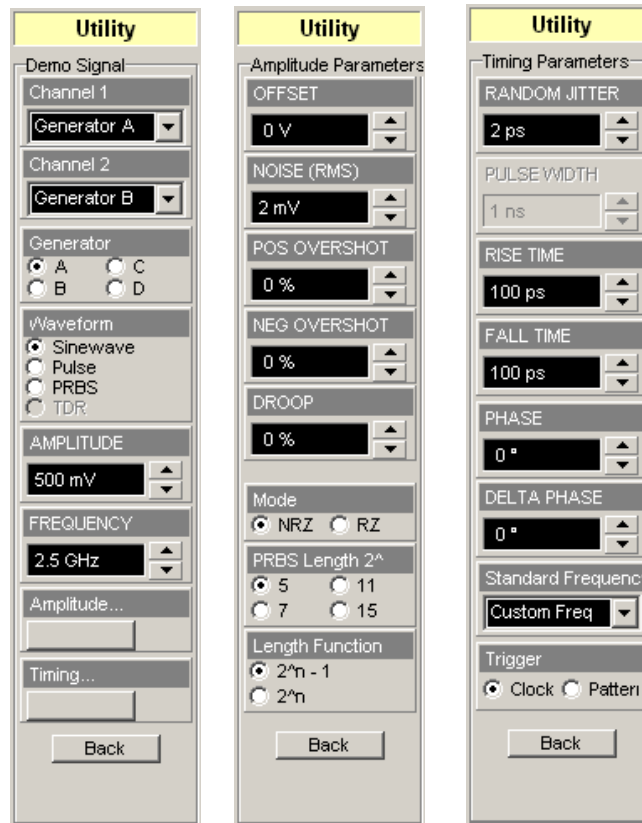 Utility
Demo Signal
Channel 1
Generator A
Channel 2
Generator B
Generator
A C
B D
Waveform
Sinewave
Pulse
PRBS
TDR
AMPLITUDE
500 mV
FREQUENCY
2.5 GHz
Amplitude...
Timing...
Back
Utility
Amplitude Parameters
OFFSET
0 V
NOISE (RMS)
2 mV
POS OVERSHOT
0 %
NEG OVERSHOT
0 %
DROOP
0 %
Mode
NRZ RZ
PRBS Length 2^
5 11
7 15
Length Function
2^n - 1
2^n
Back
Utility
Timing Parameters
RANDOM JITTER
2 ps
PULSE WIDTH
1 ns
RISE TIME
100 ps
FALL TIME
100 ps
PHASE
0 °
DELTA PHASE
0 °
Standard Frequenc
Custom Freq
Trigger
Clock Pattern
Back